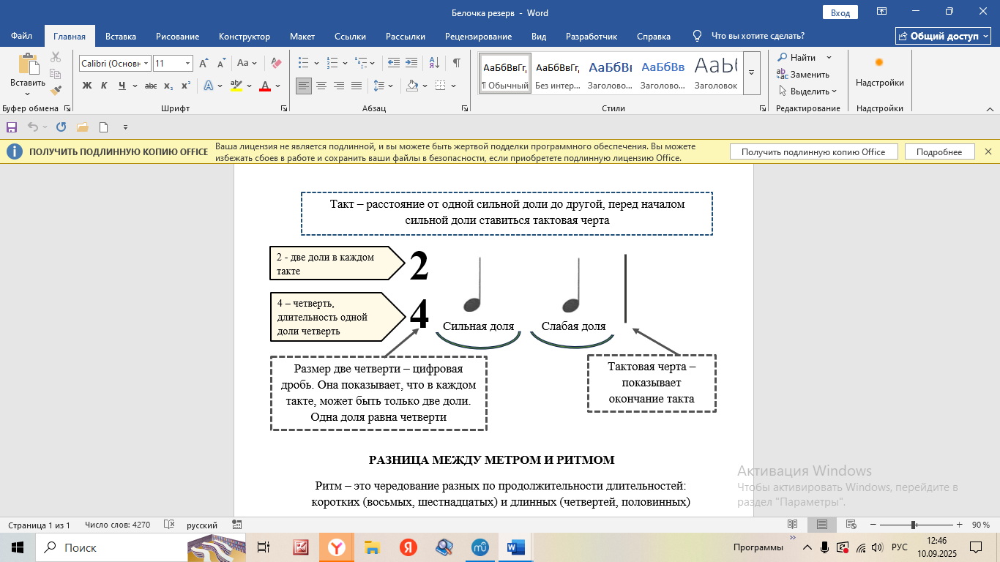 Белочка резерв - Word
Вход
Файл
Главная
Вставка
Рисование
Конструктор
Макет
Ссылки
Рассылки
Рецензирование
Вид
Разработчик
Справка
Что вы хотите сделать?
Общий доступ
Вставить
Буфер обмена
Calibri (Основн
11
Aa
Ж К Ч abc x₂ x²
Шрифт
Абзац
АаБбВвГг,
¶ Обычный
АаБбВвГг,
Без интер...
АаБбВı
Заголово...
АаБбВв
Заголово...
АаЫ
Заголовок
Стили
Найти
Заменить
Выделить
Редактирование
Настройки
Настройки
ПОЛУЧИТЬ ПОДЛИННУЮ КОПИЮ OFFICE
Ваша лицензия не является подлинной, и вы можете быть жертвой подделки программного обеспечения. Вы можете
избежать сбоев в работе и сохранить ваши файлы в безопасности, если приобретете подлинную лицензию Office.
Получить подлинную копию Office
Подробнее
Такт – расстояние от одной сильной доли до другой, перед началом
сильной доли ставиться тактовая черта
2 - две доли в каждом
такте
2
4 – четверть,
длительность одной
доли четверть
4
Сильная доля
Слабая доля
Размер две четверти – цифровая
дробь. Она показывает, что в каждом
такте, может быть только две доли.
Одна доля равна четверти
Тактовая черта –
показывает
окончание такта
РАЗНИЦА МЕЖДУ МЕТРОМ И РИТМОМ
Ритм – это чередование разных по продолжительности длительностей:
коротких (восьмых, шестнадцатых) и длинных (четвертей, половинных)
Активация Windows
Чтобы активировать Windows, перейдите в
раздел "Параметры".
Страница 1 из 1
Число слов: 4270
русский
90 %
Поиск
Программы
РУС
12:46
10.09.2025